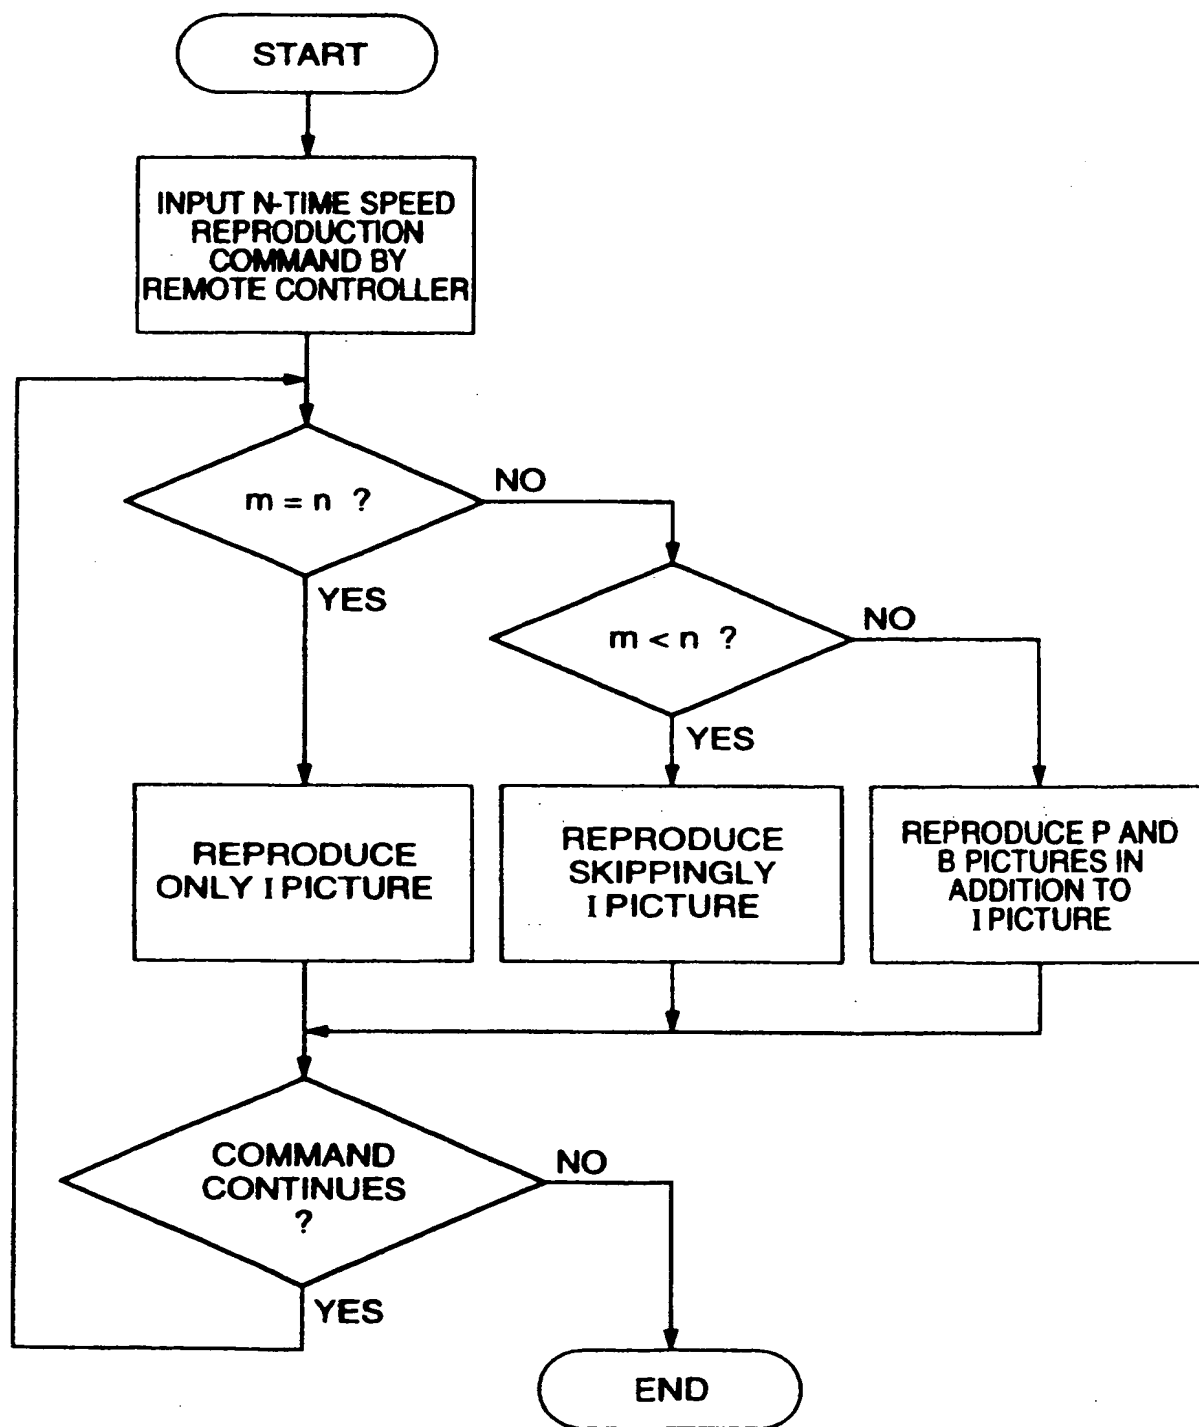 START
INPUT N-TIME SPEED
REPRODUCTION
COMMAND BY
REMOTE CONTROLLER
m = n ?
NO
YES
m < n ?
NO
YES
REPRODUCE
ONLY I PICTURE
REPRODUCE
SKIPPINGLY
I PICTURE
REPRODUCE P AND
B PICTURES IN
ADDITION TO
I PICTURE
COMMAND
CONTINUES
?
NO
YES
END